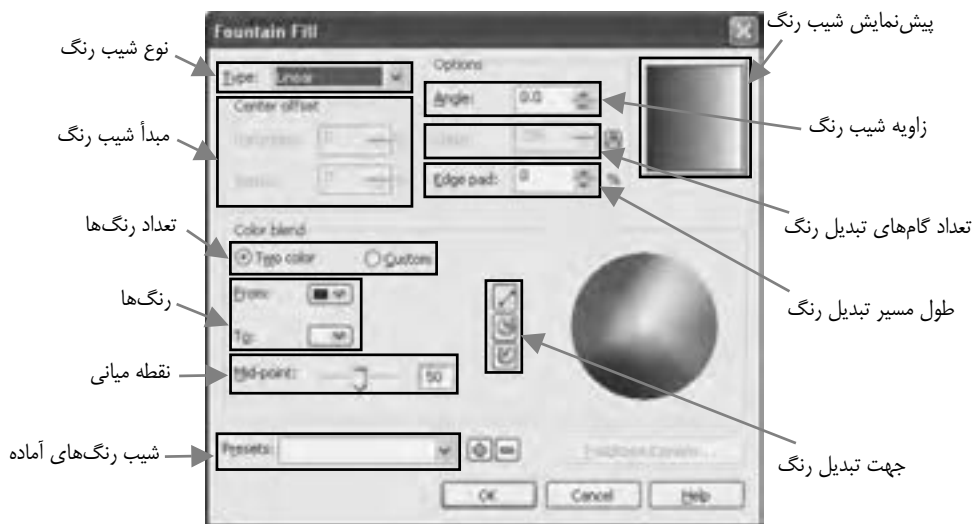 پیش‌نمایش شیب رنگ
Fountain Fill
نوع شیب رنگ
Type: Linear
Options
Center offset
Angle: 0.0
زاویه شیب رنگ
مبدأ شیب رنگ
Edge pad: 0 %
تعداد گام‌های تبدیل رنگ
تعداد رنگ‌ها
Color blend
Two color
Custom
طول مسیر تبدیل رنگ
رنگ‌ها
From:
To:
نقطه میانی
Mid-point: 50
شیب رنگ‌های آماده
Presets:
جهت تبدیل رنگ
OK
Cancel
Help